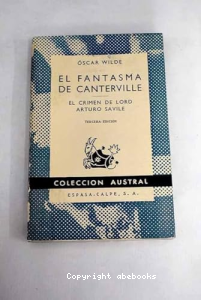 ÓSCAR WILDE
EL FANTASMA
DE CANTERVILLE
EL CRIMEN DE LORD
ARTURO SAVILE
TERCERA EDICIÓN
COLECCION AUSTRAL
ESPASA-CALPE, S. A.
Copyright abebooks